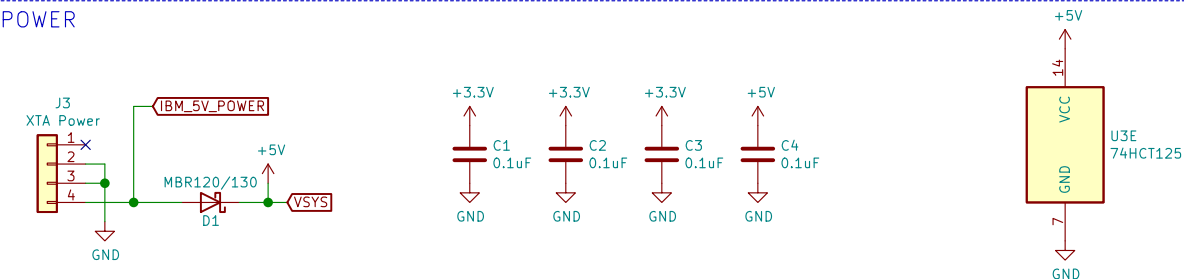 POWER
J3
XTA Power
1
2
3
4
GND
IBM_5V_POWER
MBR120/130
D1
+5V
VSYS
+3.3V
C1
0.1uF
GND
+3.3V
C2
0.1uF
GND
+3.3V
C3
0.1uF
GND
+5V
C4
0.1uF
GND
+5V
14
VCC
GND
7
U3E
74HCT125
GND